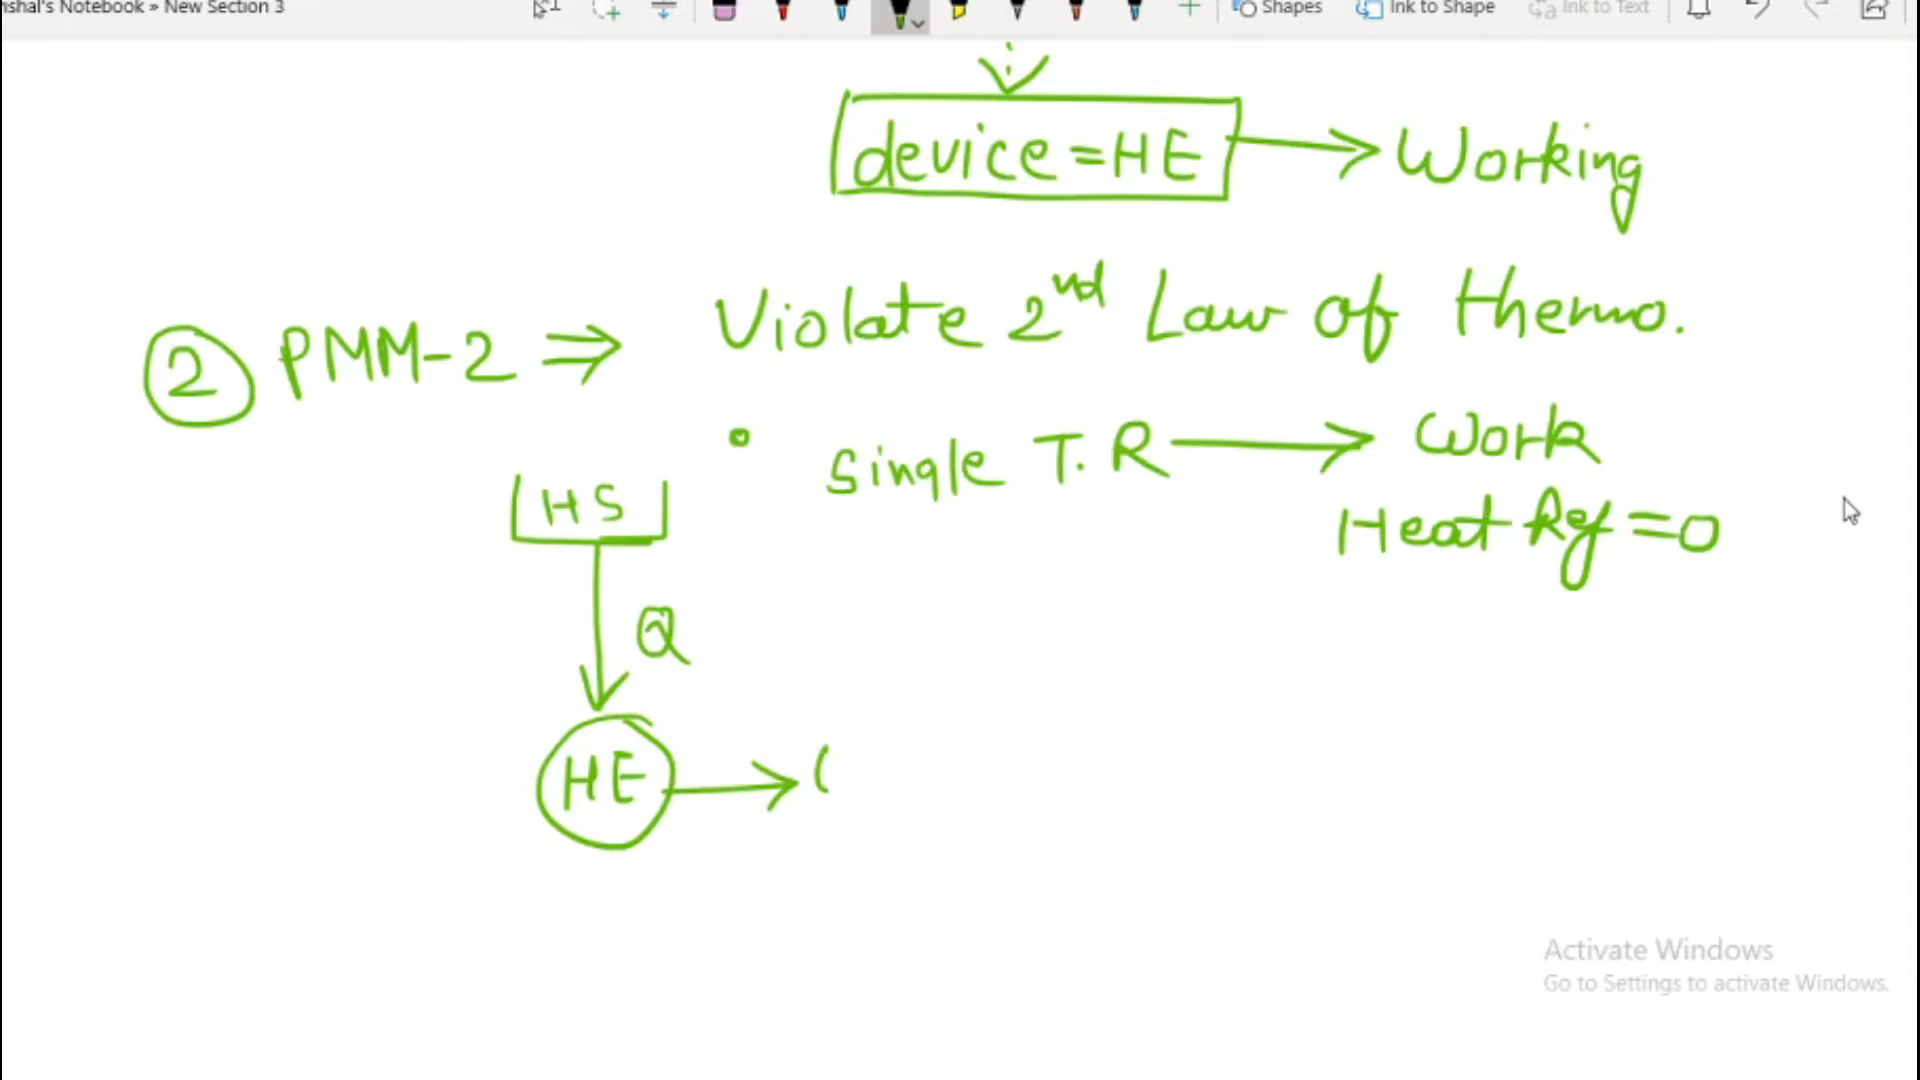 nshal's Notebook » New Section 3
Shapes
Ink to Shape
Ink to Text
device = HE → Working
② PMM-2 ⇒ Violate 2nd Law of thermo.
• Single T.R → Work
Heat Rej = 0
HS
Q
HE → (
Activate Windows
Go to Settings to activate Windows.